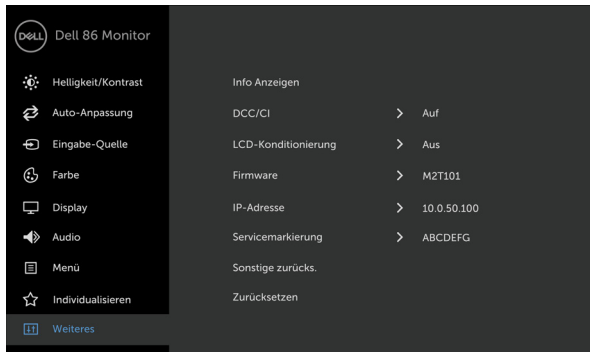 DELL Dell 86 Monitor
Helligkeit/Kontrast Info Anzeigen
Auto-Anpassung DCC/CI Auf
Eingabe-Quelle LCD-Konditionierung Aus
Farbe Firmware M2T101
Display IP-Adresse 10.0.50.100
Audio Servicemarkierung ABCDEFG
Menü Sonstige zurücks.
Individualisieren Zurücksetzen
Weiteres